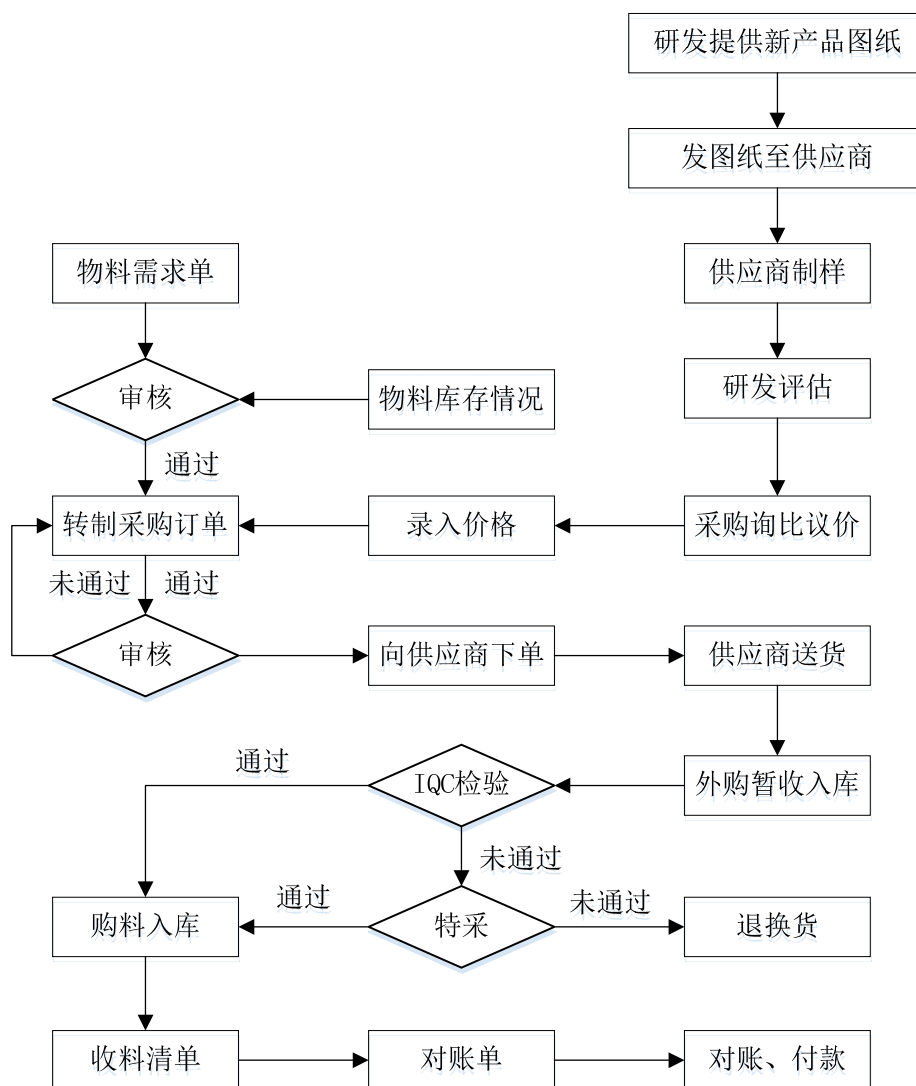 研发提供新产品图纸
发图纸至供应商
物料需求单
供应商制样
审核
物料库存情况
研发评估
通过
转制采购订单
录入价格
采购询比议价
未通过
通过
审核
向供应商下单
供应商送货
通过
IQC检验
外购暂收入库
未通过
通过
未通过
购料入库
特采
退换货
收料清单
对账单
对账、付款